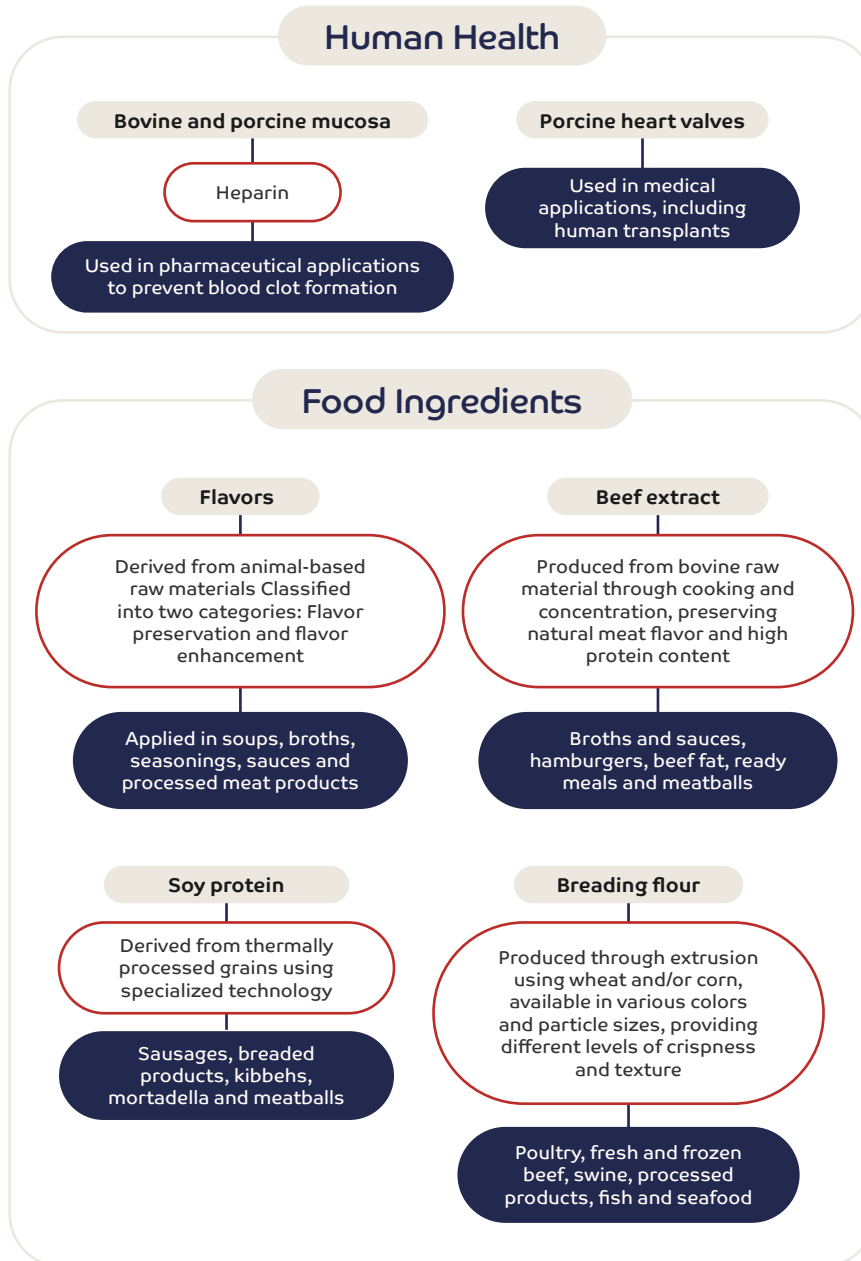 Human Health
Bovine and porcine mucosa
Heparin
Used in pharmaceutical applications
to prevent blood clot formation
Porcine heart valves
Used in medical
applications, including
human transplants
Food Ingredients
Flavors
Derived from animal-based
raw materials Classified
into two categories: Flavor
preservation and flavor
enhancement
Applied in soups, broths,
seasonings, sauces and
processed meat products
Beef extract
Produced from bovine raw
material through cooking and
concentration, preserving
natural meat flavor and high
protein content
Broths and sauces,
hamburgers, beef fat, ready
meals and meatballs
Soy protein
Derived from thermally
processed grains using
specialized technology
Sausages, breaded
products, kibbehs,
mortadella and meatballs
Breading flour
Produced through extrusion
using wheat and/or corn,
available in various colors
and particle sizes, providing
different levels of crispness
and texture
Poultry, fresh and frozen
beef, swine, processed
products, fish and seafood